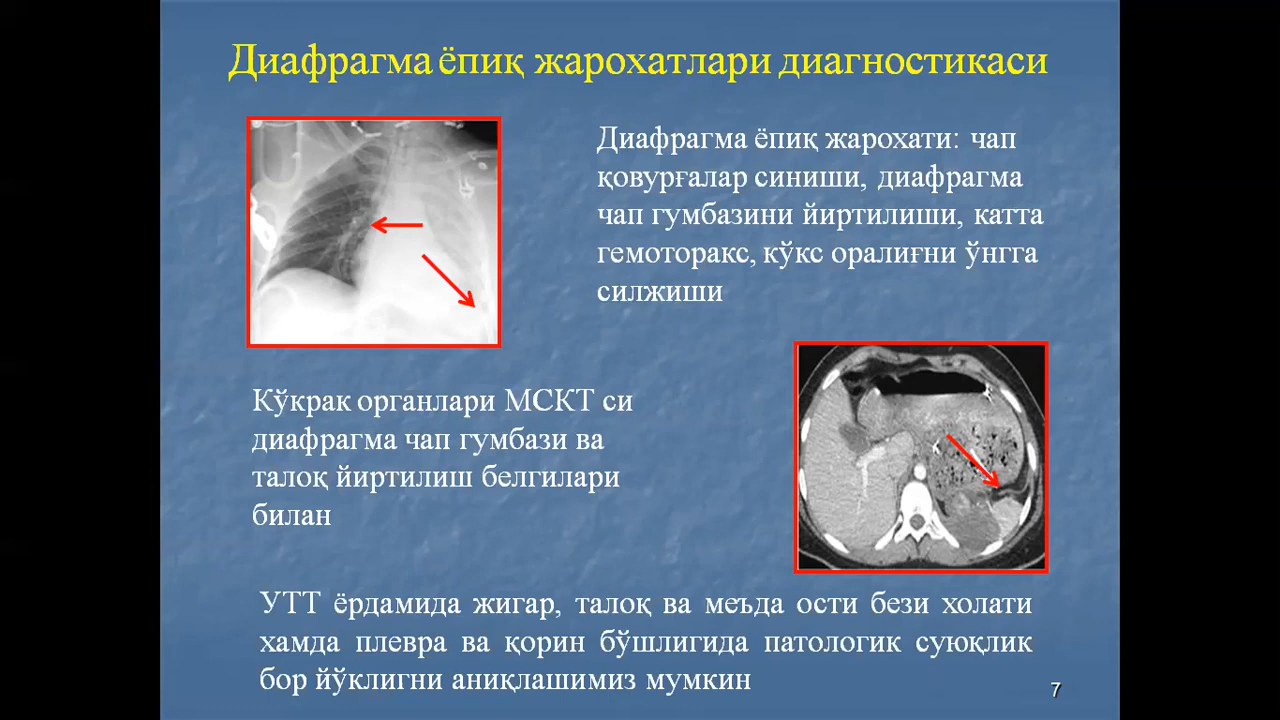 Диафрагма ёпиқ жарохатлари диагностикаси
Диафрагма ёпиқ жарохати: чап
қовурғалар синиши, диафрагма
чап гумбазини йиртилиши, катта
гемоторакс, кўкс оралиғни ўнгга
силжиши
Кўкрак органлари МСКТ си
диафрагма чап гумбази ва
талоқ йиртилиш белгилари
билан
УТТ ёрдамида жигар, талоқ ва меъда ости бези холати
хамда плевра ва қорин бўшлигида патологик суюқлик
бор йўклигни аниқлашимиз мумкин
7